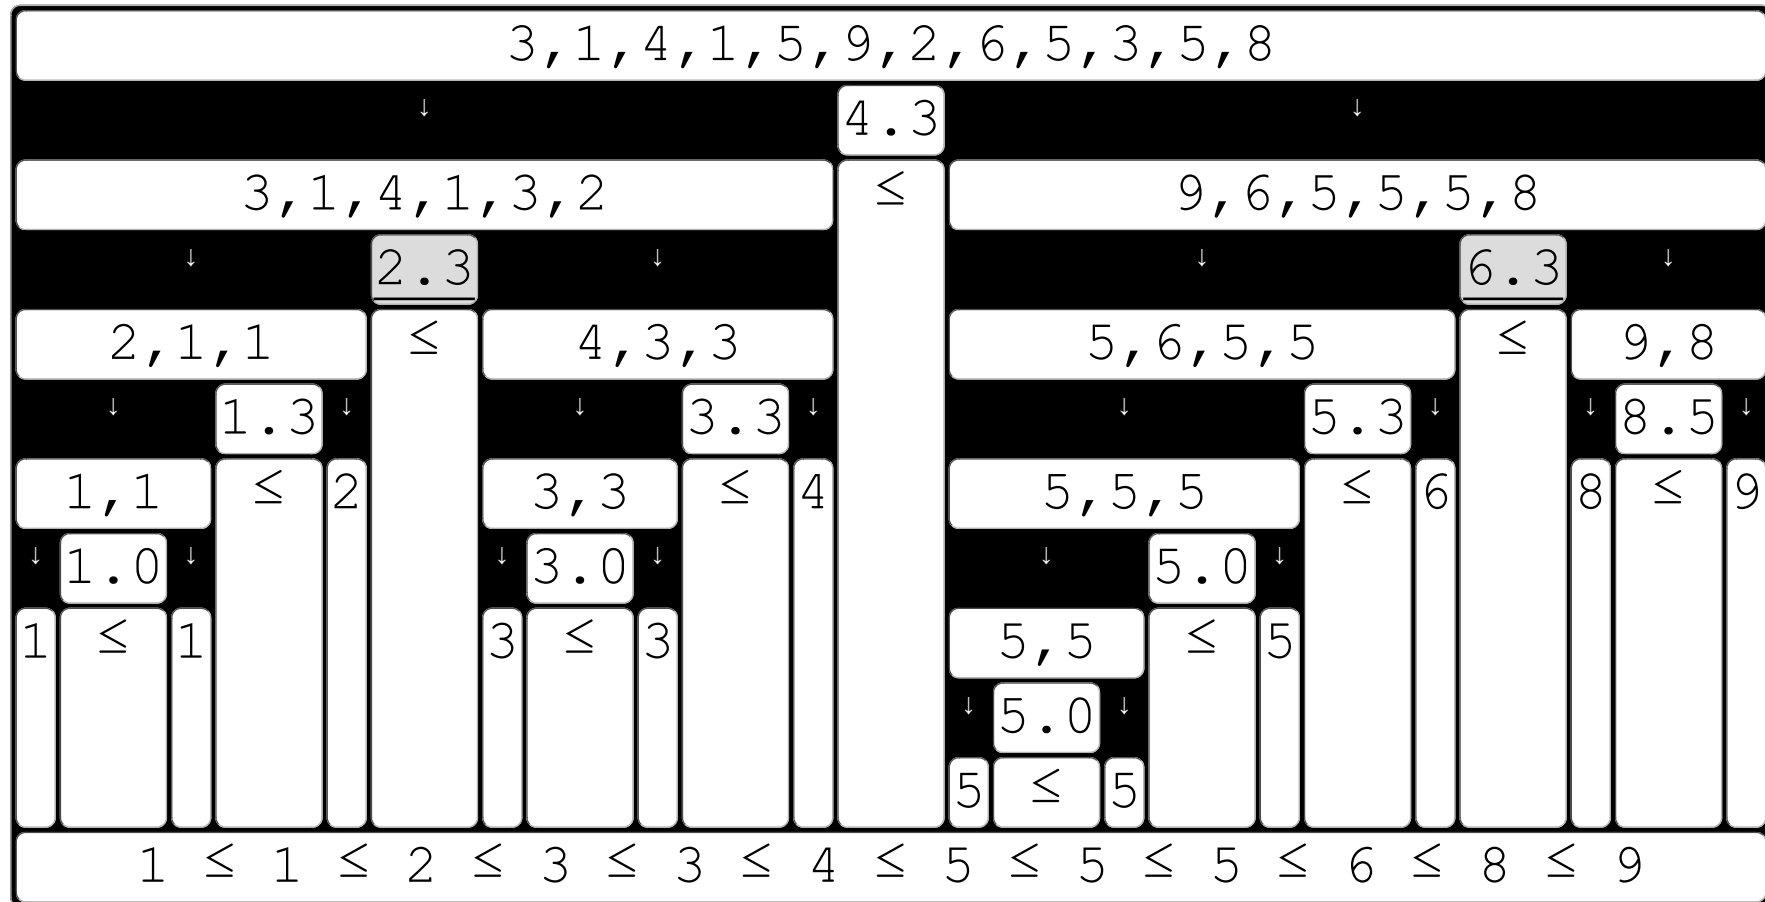 3,1,4,1,5,9,2,6,5,3,5,8
↓ 4.3 ↓
3,1,4,1,3,2 ≤ 9,6,5,5,5,8
↓ 2.3 ↓ ↓ 6.3 ↓
2,1,1 ≤ 4,3,3 5,6,5,5 ≤ 9,8
↓ 1.3 ↓ ↓ 3.3 ↓ ↓ 5.3 ↓ ↓ 8.5 ↓
1,1 ≤ 2 3,3 ≤ 4 5,5,5 ≤ 6 8 ≤ 9
↓ 1.0 ↓ ↓ 3.0 ↓ ↓ 5.0 ↓
1 ≤ 1 3 ≤ 3 5,5 ≤ 5
↓ 5.0 ↓
5 ≤ 5
1 ≤ 1 ≤ 2 ≤ 3 ≤ 3 ≤ 4 ≤ 5 ≤ 5 ≤ 5 ≤ 6 ≤ 8 ≤ 9